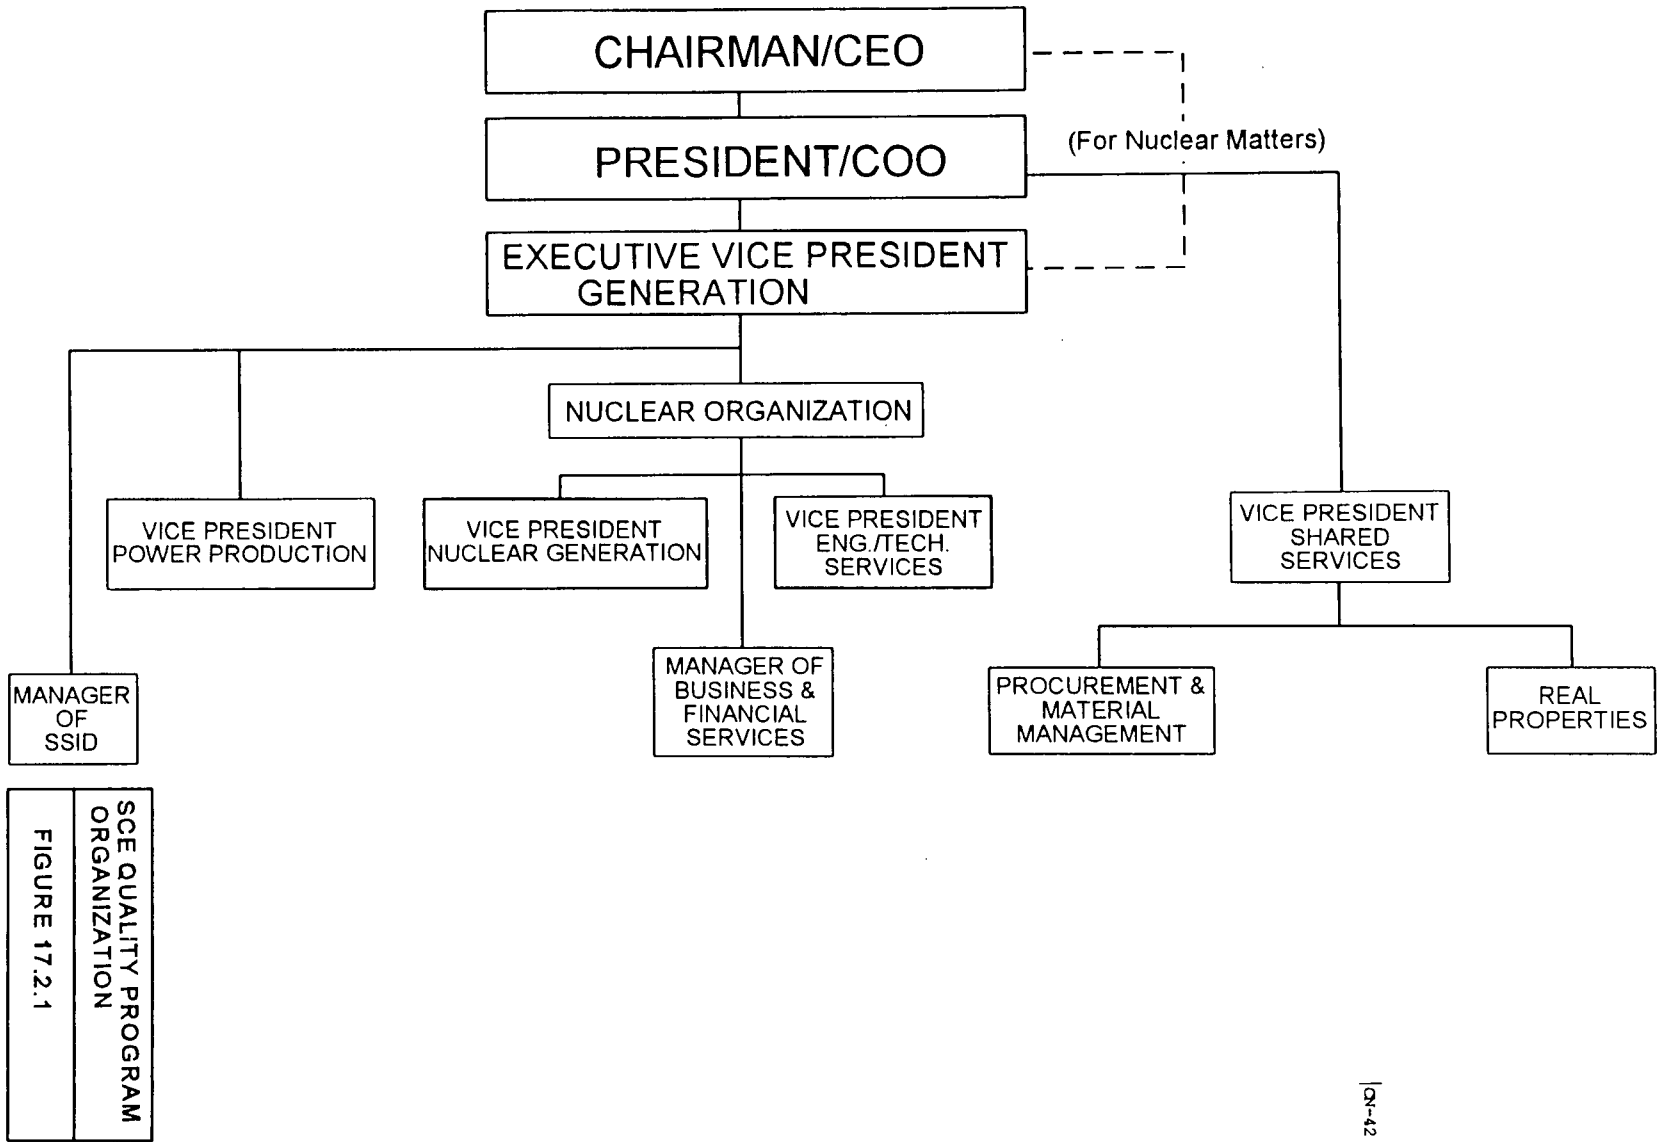 CHAIRMAN/CEO
PRESIDENT/COO
(For Nuclear Matters)
EXECUTIVE VICE PRESIDENT
GENERATION
NUCLEAR ORGANIZATION
VICE PRESIDENT
POWER PRODUCTION
VICE PRESIDENT
NUCLEAR GENERATION
VICE PRESIDENT
ENG./TECH.
SERVICES
VICE PRESIDENT
SHARED
SERVICES
MANAGER
OF
SSID
MANAGER OF
BUSINESS &
FINANCIAL
SERVICES
PROCUREMENT &
MATERIAL
MANAGEMENT
REAL
PROPERTIES
SCE QUALITY PROGRAM
ORGANIZATION
FIGURE 17.2.1
CN-42